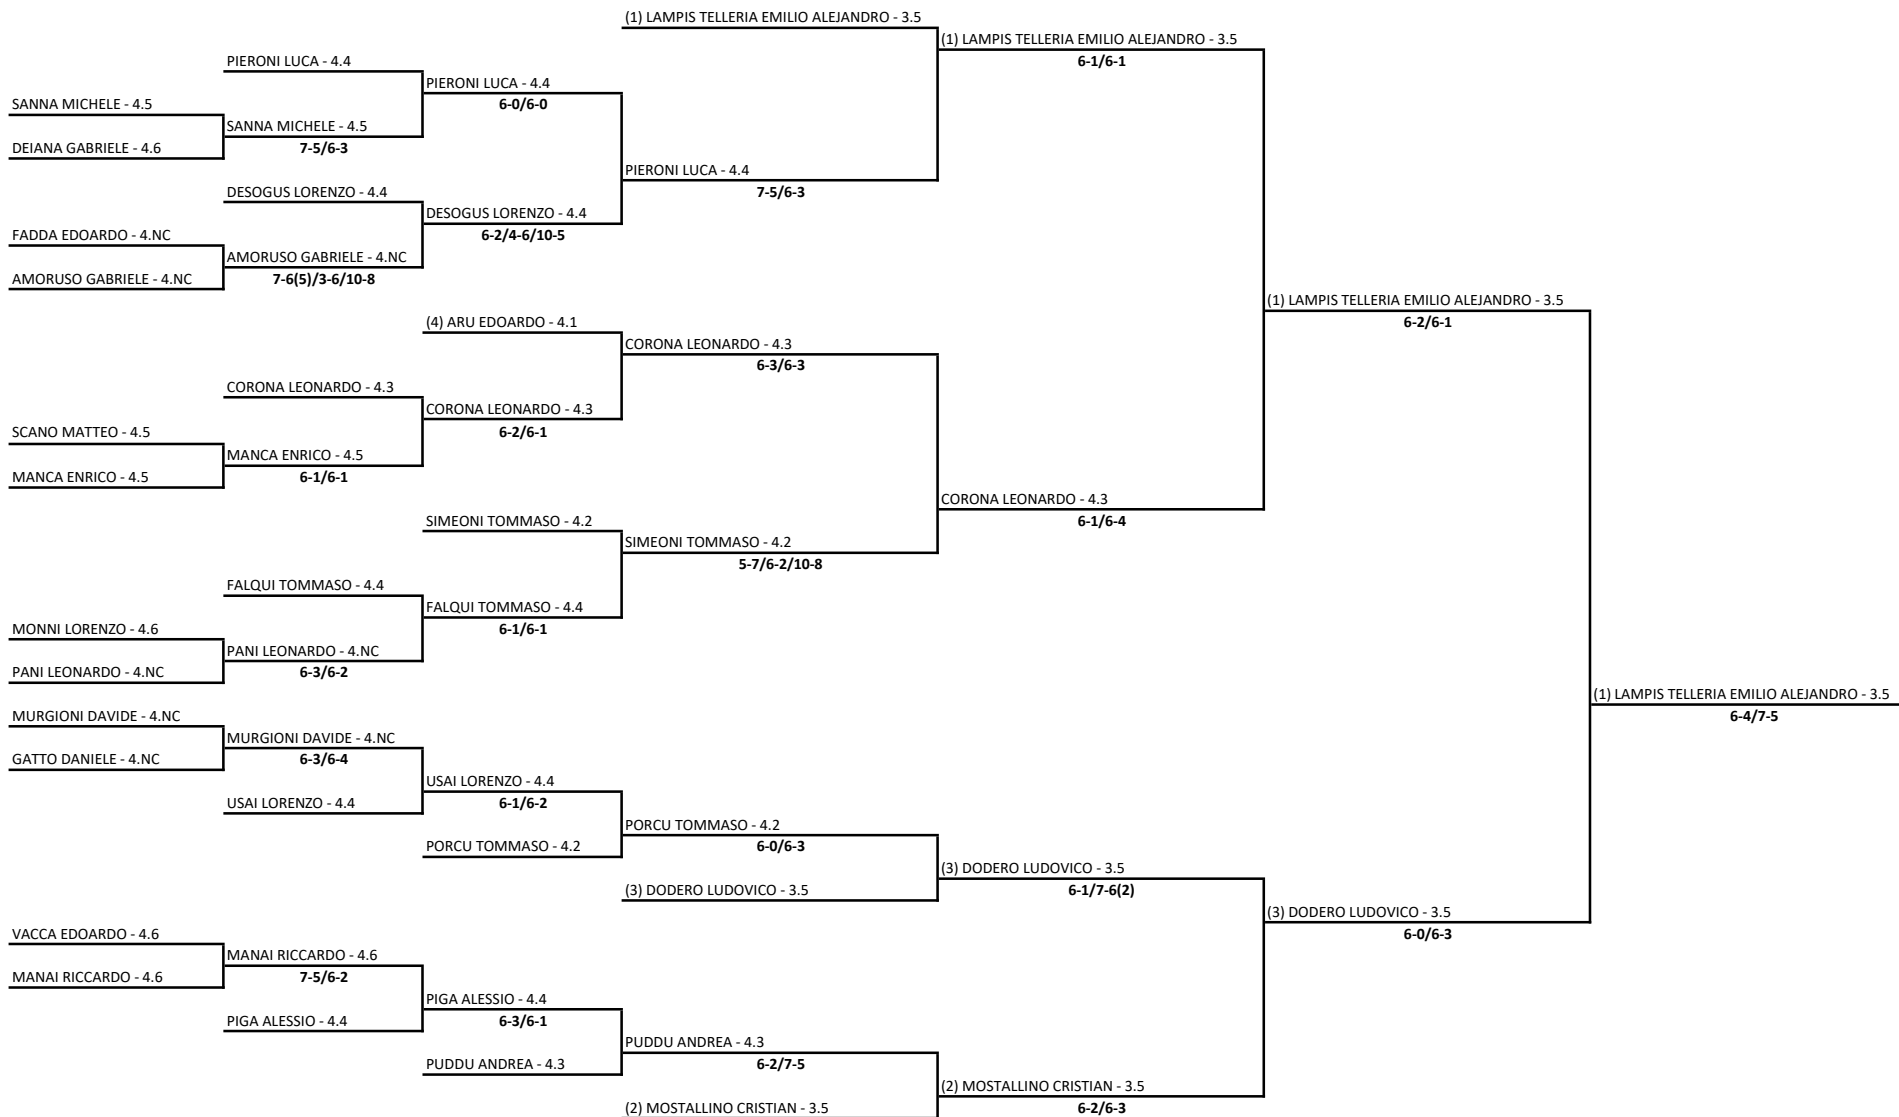 (1) LAMPIS TELLERIA EMILIO ALEJANDRO - 3.5
(1) LAMPIS TELLERIA EMILIO ALEJANDRO - 3.5
6-1/6-1
PIERONI LUCA - 4.4
PIERONI LUCA - 4.4
6-0/6-0
SANNA MICHELE - 4.5
SANNA MICHELE - 4.5
7-5/6-3
DEIANA GABRIELE - 4.6
PIERONI LUCA - 4.4
7-5/6-3
DESOGUS LORENZO - 4.4
DESOGUS LORENZO - 4.4
6-2/4-6/10-5
FADDA EDOARDO - 4.NC
AMORUSO GABRIELE - 4.NC
7-6(5)/3-6/10-8
AMORUSO GABRIELE - 4.NC
(1) LAMPIS TELLERIA EMILIO ALEJANDRO - 3.5
6-2/6-1
(4) ARU EDOARDO - 4.1
CORONA LEONARDO - 4.3
6-3/6-3
CORONA LEONARDO - 4.3
CORONA LEONARDO - 4.3
6-2/6-1
SCANO MATTEO - 4.5
MANCA ENRICO - 4.5
6-1/6-1
MANCA ENRICO - 4.5
CORONA LEONARDO - 4.3
6-1/6-4
SIMEONI TOMMASO - 4.2
SIMEONI TOMMASO - 4.2
5-7/6-2/10-8
FALQUI TOMMASO - 4.4
FALQUI TOMMASO - 4.4
6-1/6-1
MONNI LORENZO - 4.6
PANI LEONARDO - 4.NC
6-3/6-2
PANI LEONARDO - 4.NC
(1) LAMPIS TELLERIA EMILIO ALEJANDRO - 3.5
6-4/7-5
MURGIONI DAVIDE - 4.NC
MURGIONI DAVIDE - 4.NC
6-3/6-4
GATTO DANIELE - 4.NC
USAI LORENZO - 4.4
6-1/6-2
USAI LORENZO - 4.4
PORCU TOMMASO - 4.2
6-0/6-3
PORCU TOMMASO - 4.2
(3) DODERO LUDOVICO - 3.5
6-1/7-6(2)
(3) DODERO LUDOVICO - 3.5
(3) DODERO LUDOVICO - 3.5
6-0/6-3
VACCA EDOARDO - 4.6
MANAI RICCARDO - 4.6
7-5/6-2
MANAI RICCARDO - 4.6
PIGA ALESSIO - 4.4
6-3/6-1
PIGA ALESSIO - 4.4
PUDDU ANDREA - 4.3
6-2/7-5
PUDDU ANDREA - 4.3
(2) MOSTALLINO CRISTIAN - 3.5
6-2/6-3
(2) MOSTALLINO CRISTIAN - 3.5